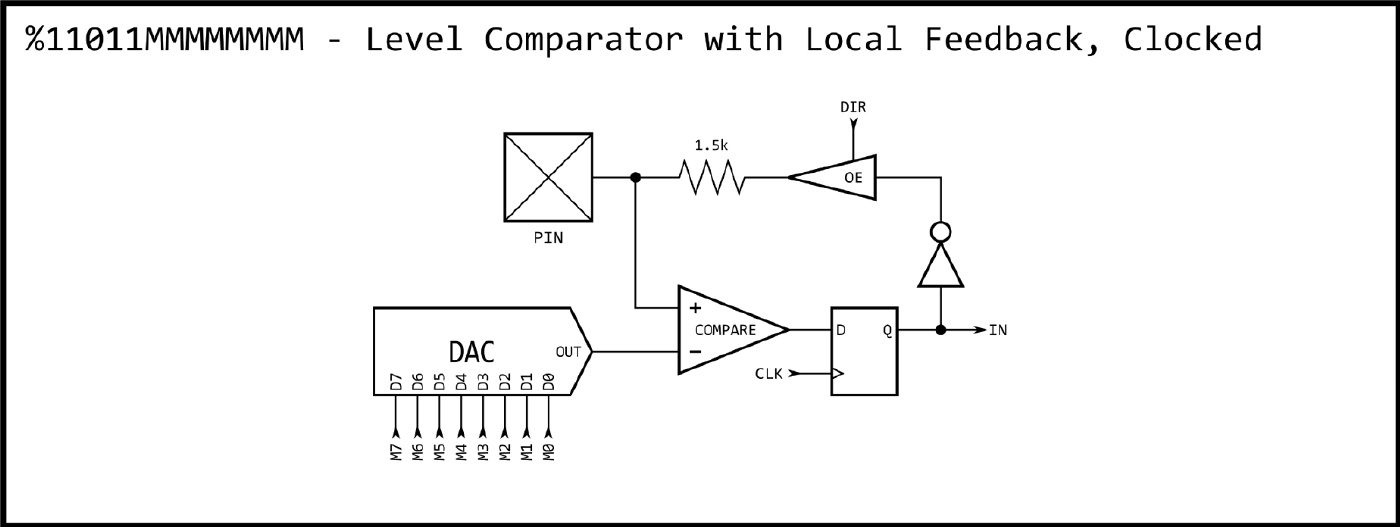 %11011MMMMMMMM - Level Comparator with Local Feedback, Clocked
DIR
1.5k
OE
PIN
+
COMPARE
-
D
Q
IN
CLK
DAC
OUT
D7 D6 D5 D4 D3 D2 D1 D0
M7 M6 M5 M4 M3 M2 M1 M0